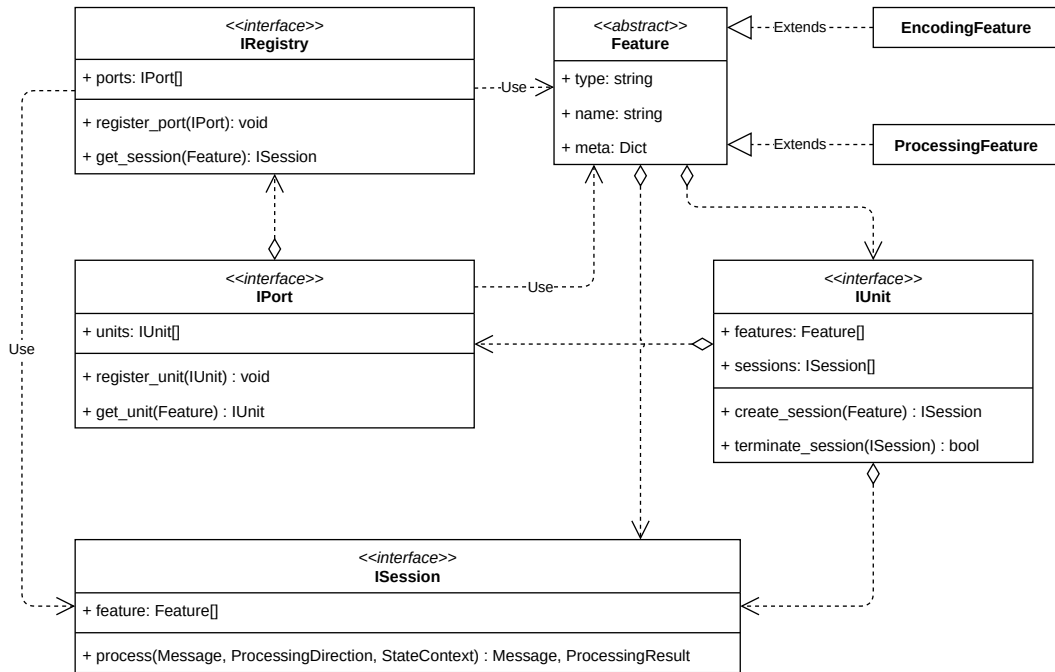 <<interface>>
IRegistry
+ ports: IPort[]
+ register_port(IPort): void
+ get_session(Feature): ISession
<<abstract>>
Feature
+ type: string
+ name: string
+ meta: Dict
Extends
EncodingFeature
Extends
ProcessingFeature
Use
<<interface>>
IPort
+ units: IUnit[]
+ register_unit(IUnit) : void
+ get_unit(Feature) : IUnit
Use
<<interface>>
IUnit
+ features: Feature[]
+ sessions: ISession[]
+ create_session(Feature) : ISession
+ terminate_session(ISession) : bool
Use
<<interface>>
ISession
+ feature: Feature[]
+ process(Message, ProcessingDirection, StateContext) : Message, ProcessingResult